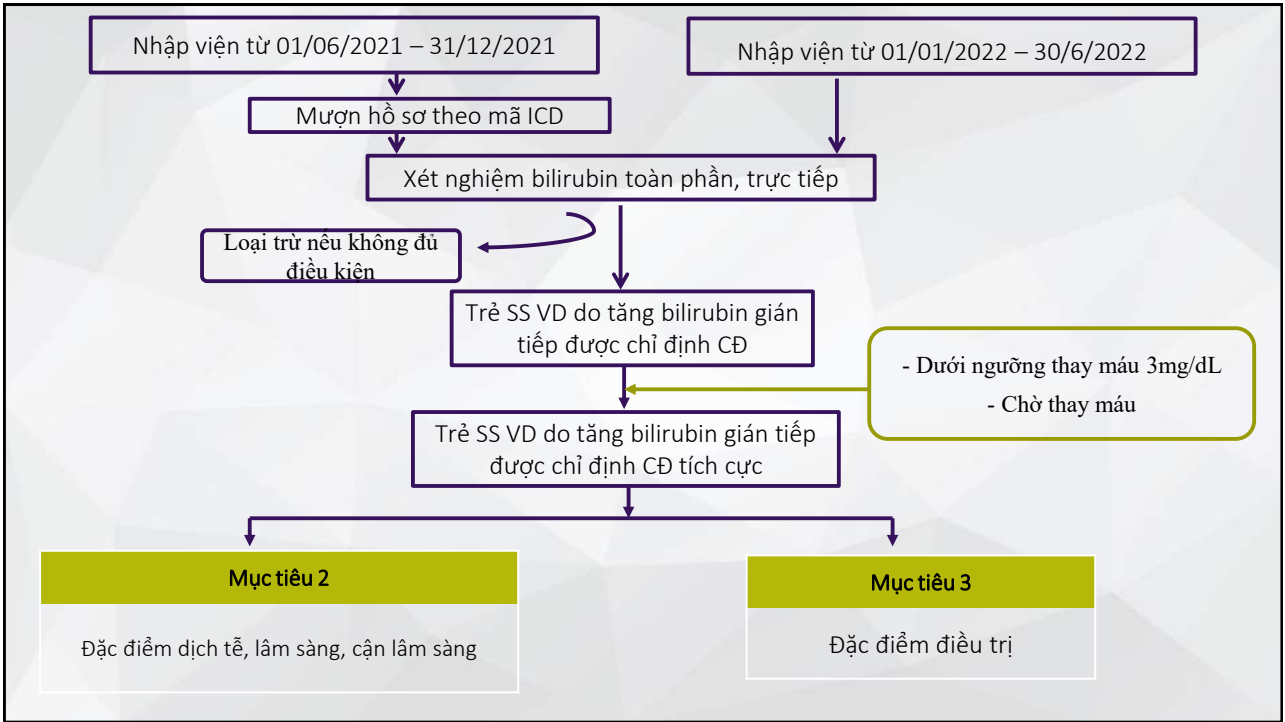 Nhập viện từ 01/06/2021 – 31/12/2021
Nhập viện từ 01/01/2022 – 30/6/2022
Mượn hồ sơ theo mã ICD
Xét nghiệm bilirubin toàn phần, trực tiếp
Loại trừ nếu không đủ
điều kiện
Trẻ SS VD do tăng bilirubin gián
tiếp được chỉ định CĐ
- Dưới ngưỡng thay máu 3mg/dL
- Chờ thay máu
Trẻ SS VD do tăng bilirubin gián tiếp
được chỉ định CĐ tích cực
Mục tiêu 2
Đặc điểm dịch tễ, lâm sàng, cận lâm sàng
Mục tiêu 3
Đặc điểm điều trị